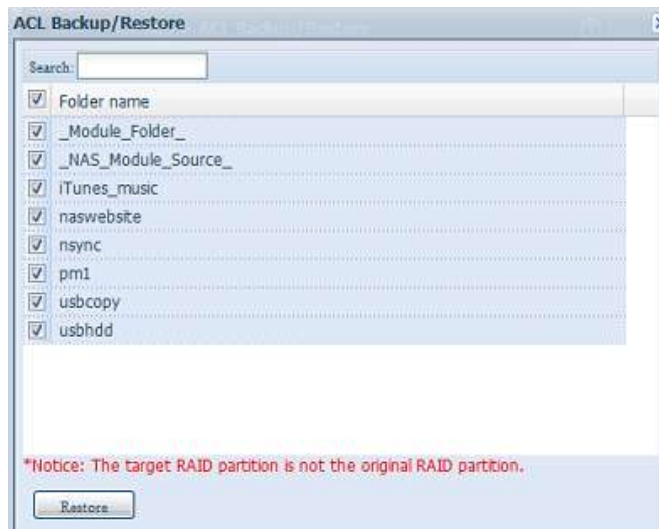 ACL Backup/Restore
Search:
Folder name
_Module_Folder_
_NAS_Module_Source_
iTunes_music
naswebsite
nsync
pm1
usbcopy
usbhdd
*Notice: The target RAID partition is not the original RAID partition.
Restore